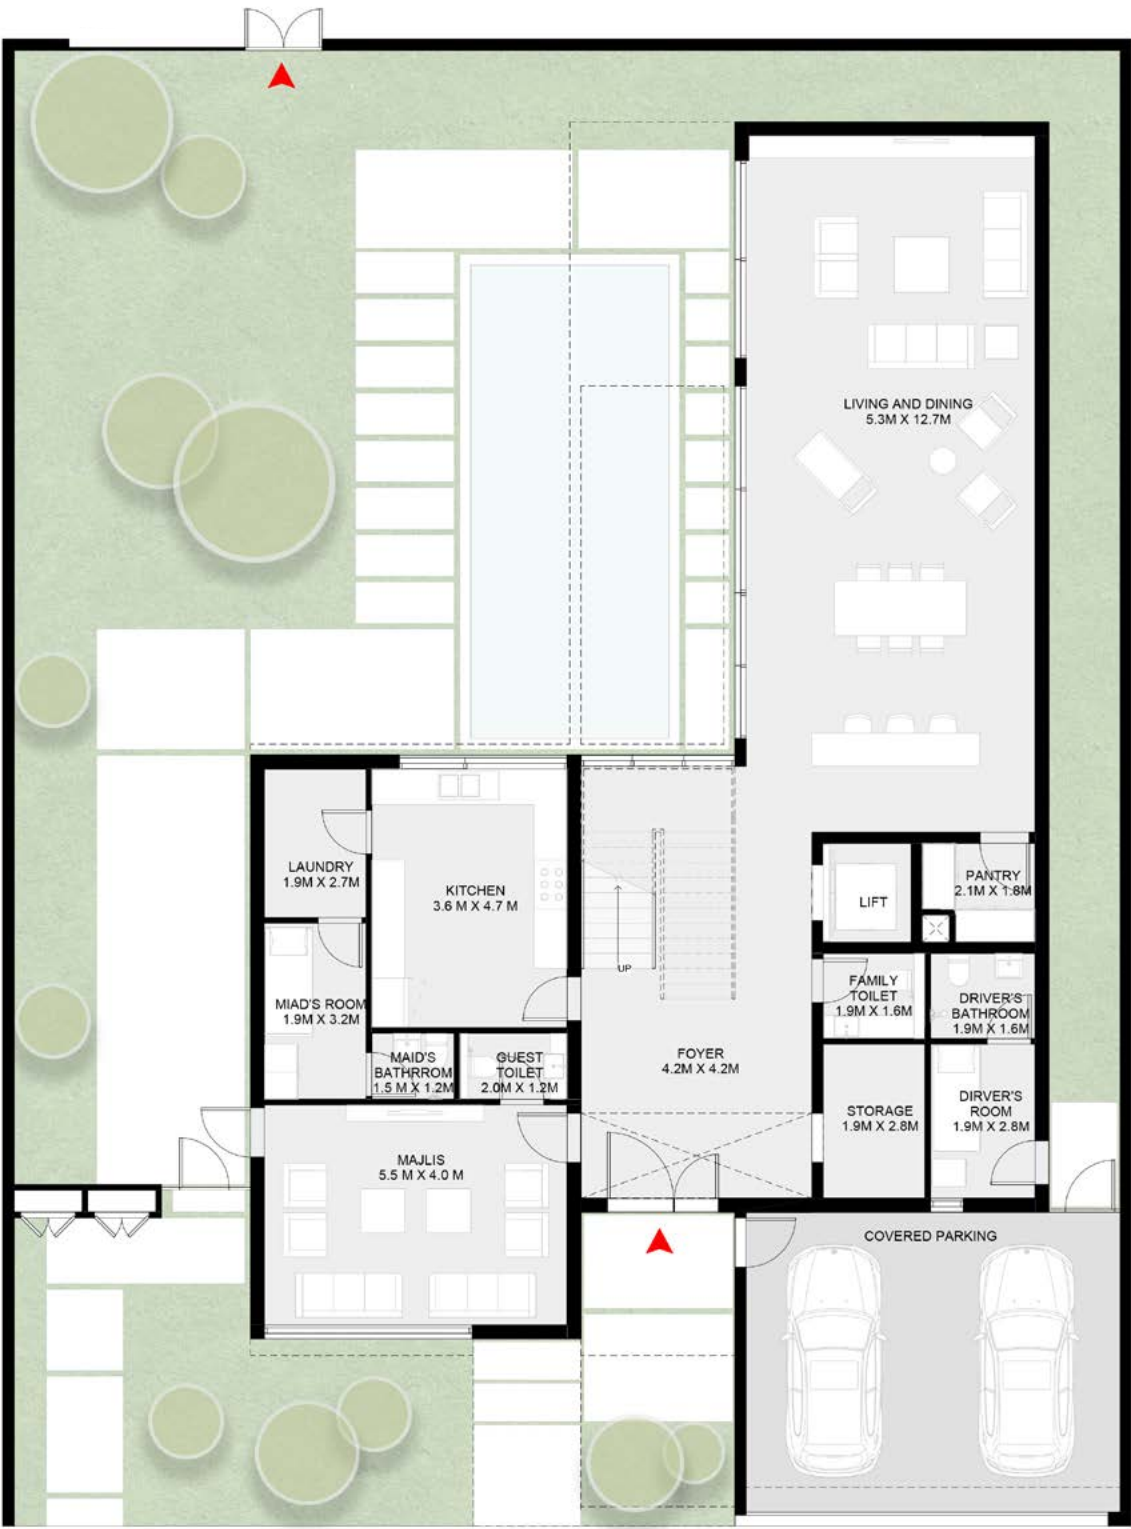 LIVING AND DINING
5.3M X 12.7M
LAUNDRY
1.9M X 2.7M
KITCHEN
3.6 M X 4.7 M
LIFT
PANTRY
2.1M X 1.8M
UP
MIAD'S ROOM
1.9M X 3.2M
FAMILY
TOILET
1.9M X 1.6M
DRIVER'S
BATHROOM
1.9M X 1.6M
MAID'S
BATHRROM
1.5 M X 1.2M
GUEST
TOILET
2.0M X 1.2M
FOYER
4.2M X 4.2M
STORAGE
1.9M X 2.8M
DIRVER'S
ROOM
1.9M X 2.8M
MAJLIS
5.5 M X 4.0 M
COVERED PARKING